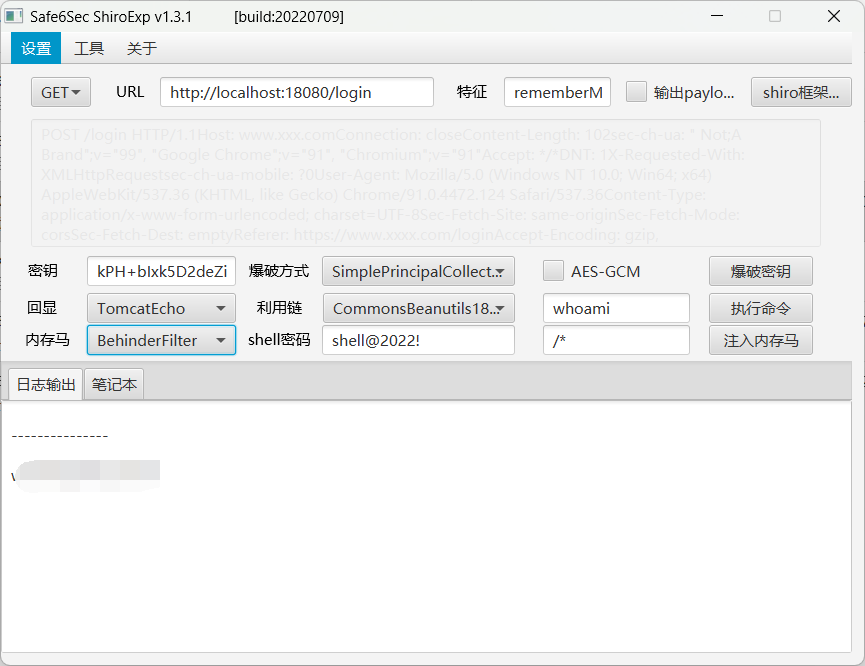 Safe6Sec ShiroExp v1.3.1 [build:20220709]
设置 工具 关于
GET URL http://localhost:18080/login 特征 rememberM 输出paylo... shiro框架...
POST /login HTTP/1.1Host: www.xxx.comConnection: closeContent-Length: 102sec-ch-ua: " Not;A
Brand";v="99", "Google Chrome";v="91", "Chromium";v="91"Accept: */*DNT: 1X-Requested-With:
XMLHttpRequestsec-ch-ua-mobile: ?0User-Agent: Mozilla/5.0 (Windows NT 10.0; Win64; x64)
AppleWebKit/537.36 (KHTML, like Gecko) Chrome/91.0.4472.124 Safari/537.36Content-Type:
application/x-www-form-urlencoded; charset=UTF-8Sec-Fetch-Site: same-originSec-Fetch-Mode:
corsSec-Fetch-Dest: emptyReferer: https://www.xxxx.com/loginAccept-Encoding: gzip,
密钥 kPH+bIxk5D2deZi 爆破方式 SimplePrincipalCollect... AES-GCM 爆破密钥
回显 TomcatEcho 利用链 CommonsBeanutils18... whoami 执行命令
内存马 BehinderFilter shell密码 shell@2022! /* 注入内存马
日志输出 笔记本
---------------